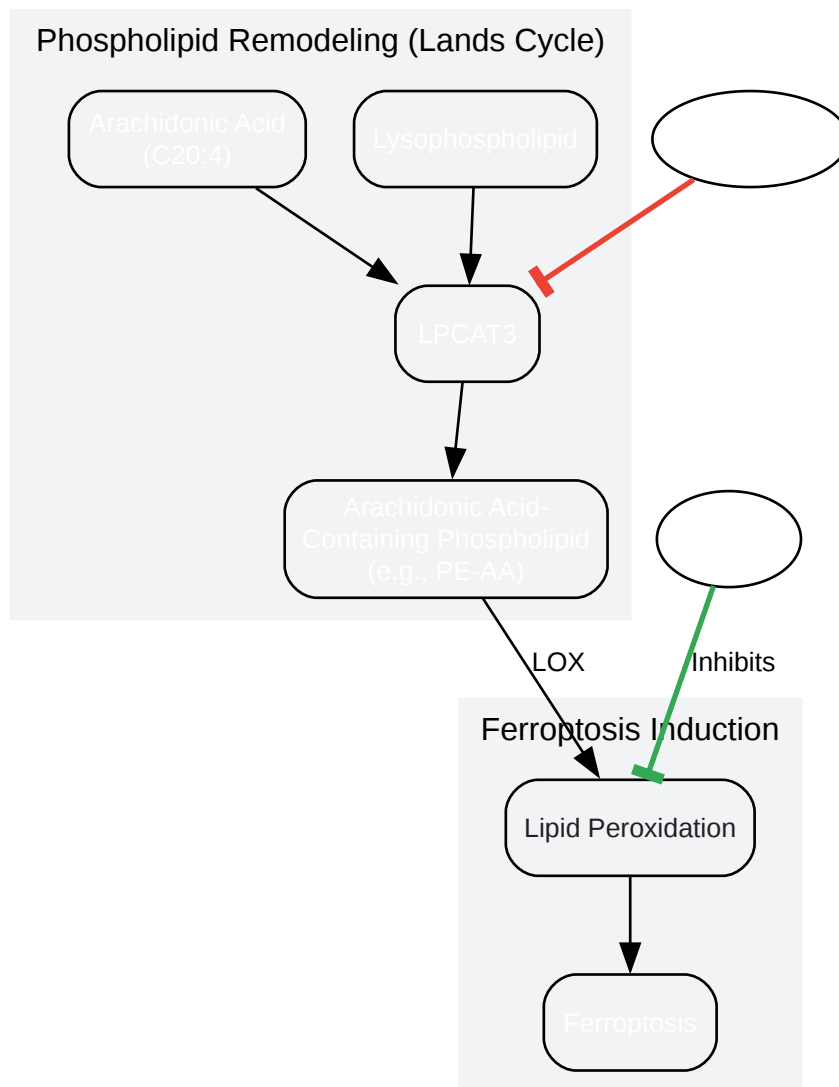 Phospholipid Remodeling (Lands Cycle)
Arachidonic Acid
(C20:4)
Lysophospholipid
LPCAT3
Arachidonic Acid-
Containing Phospholipid
(e.g., PE-AA)
LOX
Inhibits
Ferroptosis Induction
Lipid Peroxidation
Ferroptosis